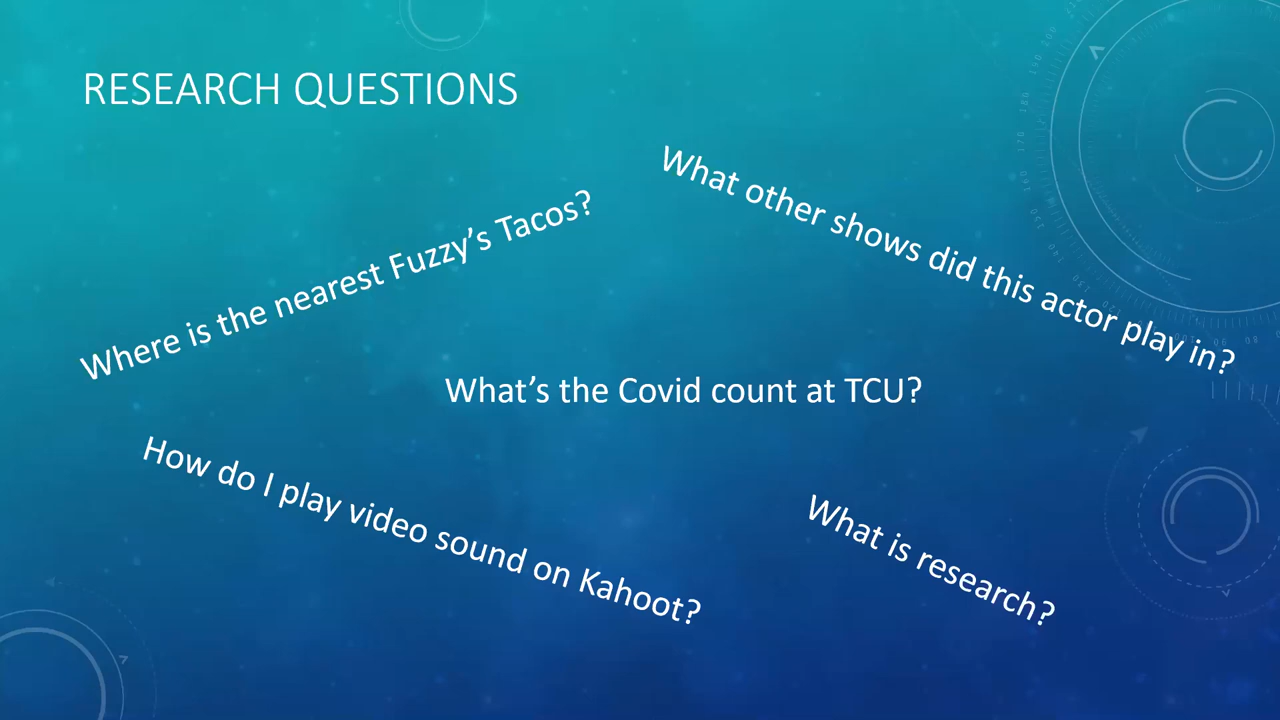 RESEARCH QUESTIONS
What other shows did this actor play in?
Where is the nearest Fuzzy’s Tacos?
What’s the Covid count at TCU?
How do I play video sound on Kahoot?
What is research?